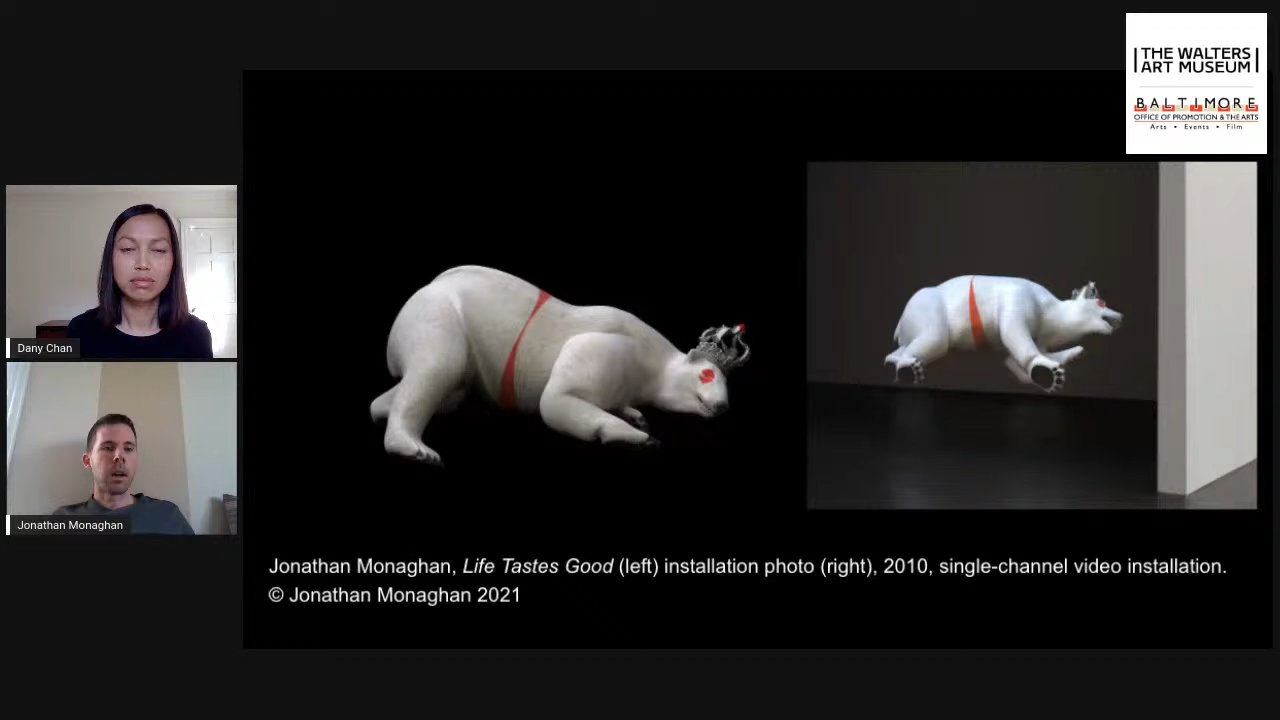 THE WALTERS
ART MUSEUM
BALTIMORE
OFFICE OF PROMOTION & THE ARTS
Arts • Events • Film
Dany Chan
Jonathan Monaghan
Jonathan Monaghan, Life Tastes Good (left) installation photo (right), 2010, single-channel video installation.
© Jonathan Monaghan 2021